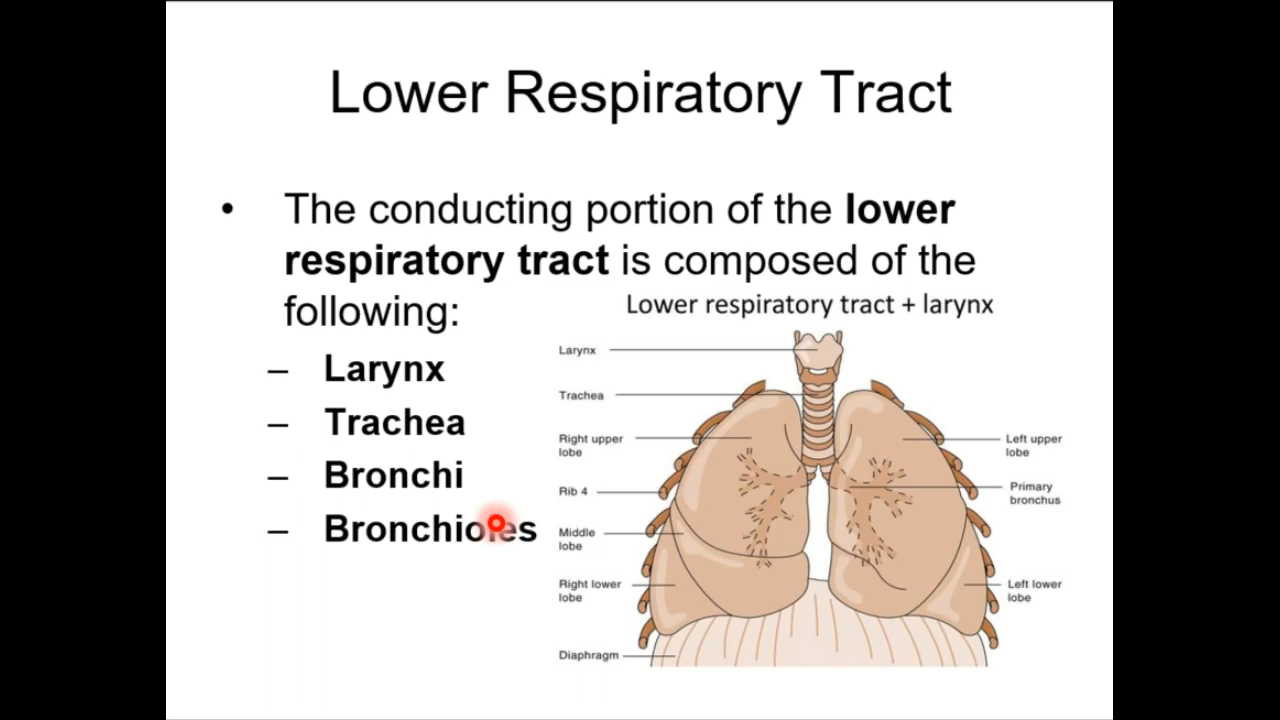 Lower Respiratory Tract
• The conducting portion of the lower
respiratory tract is composed of the
following:
– Larynx
– Trachea
– Bronchi
– Bronchioles
Lower respiratory tract + larynx
Larynx
Trachea
Right upper
lobe
Rib 4
Middle
lobe
Right lower
lobe
Diaphragm
Left upper
lobe
Primary
bronchus
Left lower
lobe